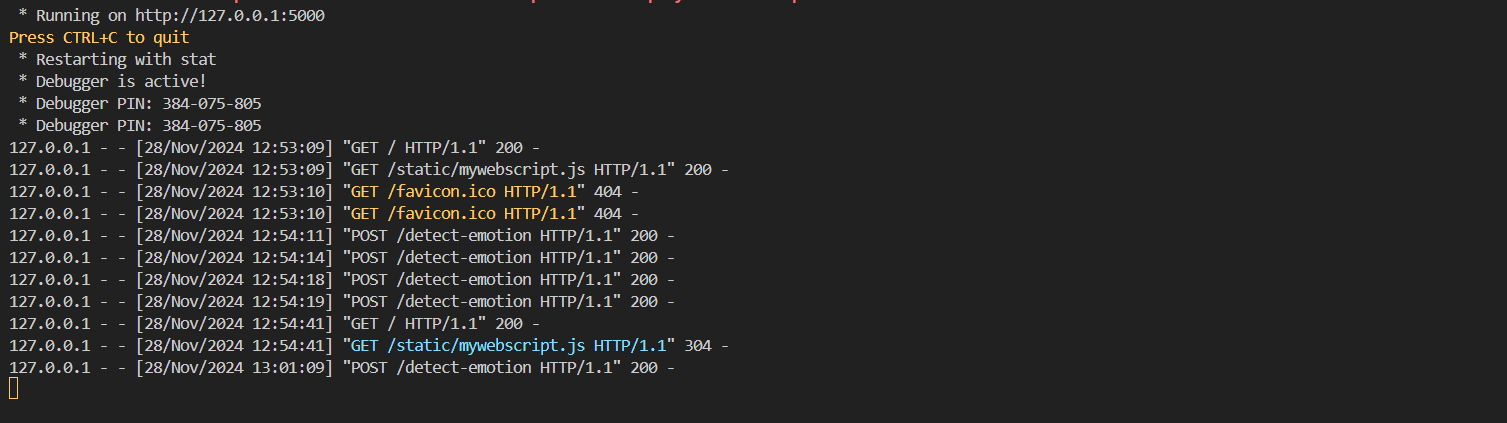 * Running on http://127.0.0.1:5000
Press CTRL+C to quit
* Restarting with stat
* Debugger is active!
* Debugger PIN: 384-075-805
* Debugger PIN: 384-075-805
127.0.0.1 - - [28/Nov/2024 12:53:09] "GET / HTTP/1.1" 200 -
127.0.0.1 - - [28/Nov/2024 12:53:09] "GET /static/mywebscript.js HTTP/1.1" 200 -
127.0.0.1 - - [28/Nov/2024 12:53:10] "GET /favicon.ico HTTP/1.1" 404 -
127.0.0.1 - - [28/Nov/2024 12:53:10] "GET /favicon.ico HTTP/1.1" 404 -
127.0.0.1 - - [28/Nov/2024 12:54:11] "POST /detect-emotion HTTP/1.1" 200 -
127.0.0.1 - - [28/Nov/2024 12:54:14] "POST /detect-emotion HTTP/1.1" 200 -
127.0.0.1 - - [28/Nov/2024 12:54:18] "POST /detect-emotion HTTP/1.1" 200 -
127.0.0.1 - - [28/Nov/2024 12:54:19] "POST /detect-emotion HTTP/1.1" 200 -
127.0.0.1 - - [28/Nov/2024 12:54:41] "GET / HTTP/1.1" 200 -
127.0.0.1 - - [28/Nov/2024 12:54:41] "GET /static/mywebscript.js HTTP/1.1" 304 -
127.0.0.1 - - [28/Nov/2024 13:01:09] "POST /detect-emotion HTTP/1.1" 200 -